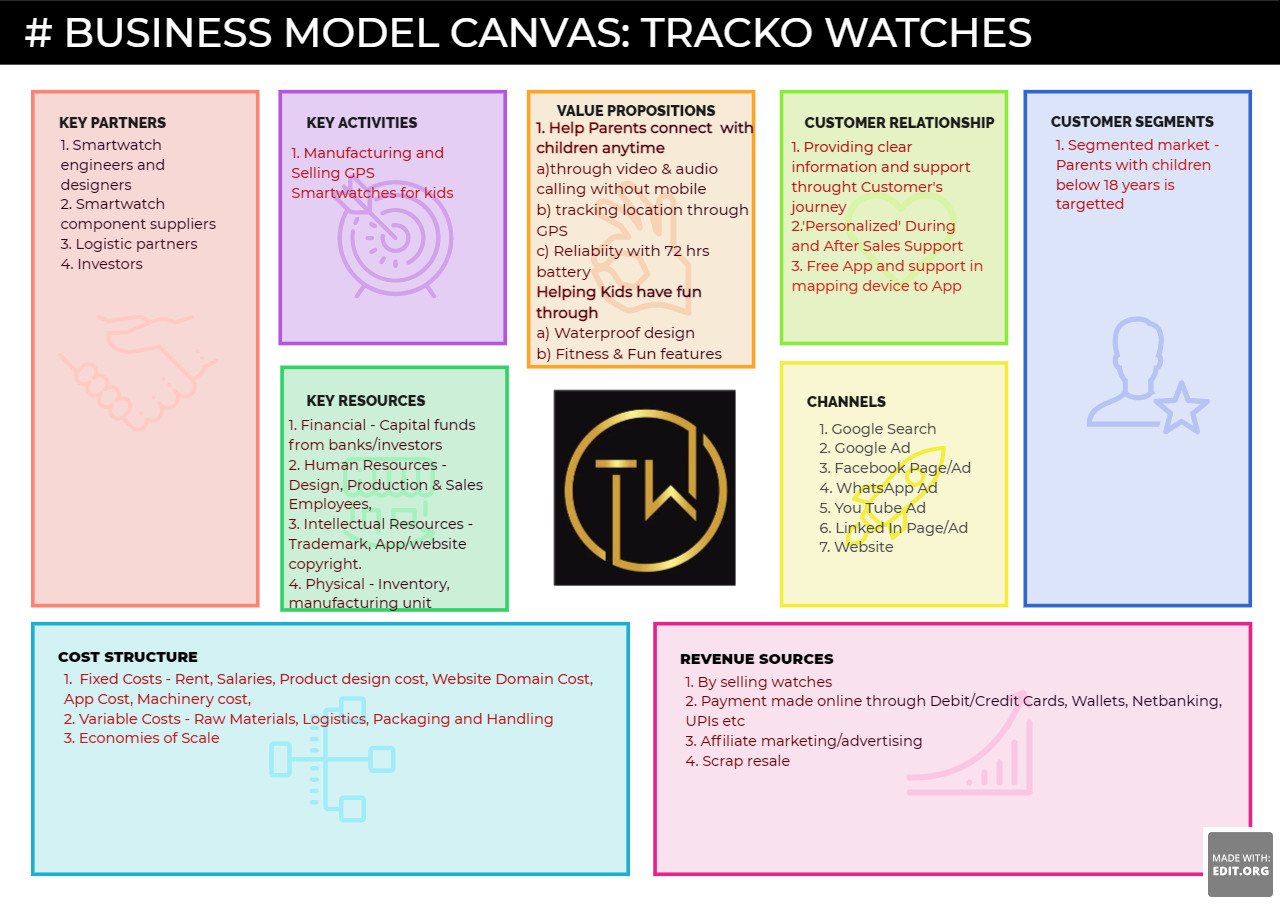 # BUSINESS MODEL CANVAS: TRACKO WATCHES
KEY PARTNERS
1. Smartwatch
engineers and
designers
2. Smartwatch
component suppliers
3. Logistic partners
4. Investors
KEY ACTIVITIES
1. Manufacturing and
Selling GPS
Smartwatches for kids
KEY RESOURCES
1. Financial - Capital funds
from banks/investors
2. Human Resources -
Design, Production & Sales
Employees,
3. Intellectual Resources -
Trademark, App/website
copyright.
4. Physical - Inventory,
manufacturing unit
VALUE PROPOSITIONS
1. Help Parents connect with
children anytime
a)through video & audio
calling without mobile
b) tracking location through
GPS
c) Reliabiity with 72 hrs
battery
Helping Kids have fun
through
a) Waterproof design
b) Fitness & Fun features
TW
CUSTOMER RELATIONSHIP
1. Providing clear
information and support
throught Customer's
journey
2.'Personalized' During
and After Sales Support
3. Free App and support in
mapping device to App
CHANNELS
1. Google Search
2. Google Ad
3. Facebook Page/Ad
4. WhatsApp Ad
5. You Tube Ad
6. Linked In Page/Ad
7. Website
CUSTOMER SEGMENTS
1. Segmented market -
Parents with children
below 18 years is
targetted
COST STRUCTURE
1. Fixed Costs - Rent, Salaries, Product design cost, Website Domain Cost,
App Cost, Machinery cost,
2. Variable Costs - Raw Materials, Logistics, Packaging and Handling
3. Economies of Scale
REVENUE SOURCES
1. By selling watches
2. Payment made online through Debit/Credit Cards, Wallets, Netbanking,
UPIs etc
3. Affiliate marketing/advertising
4. Scrap resale
MADE WITH:
EDIT.ORG